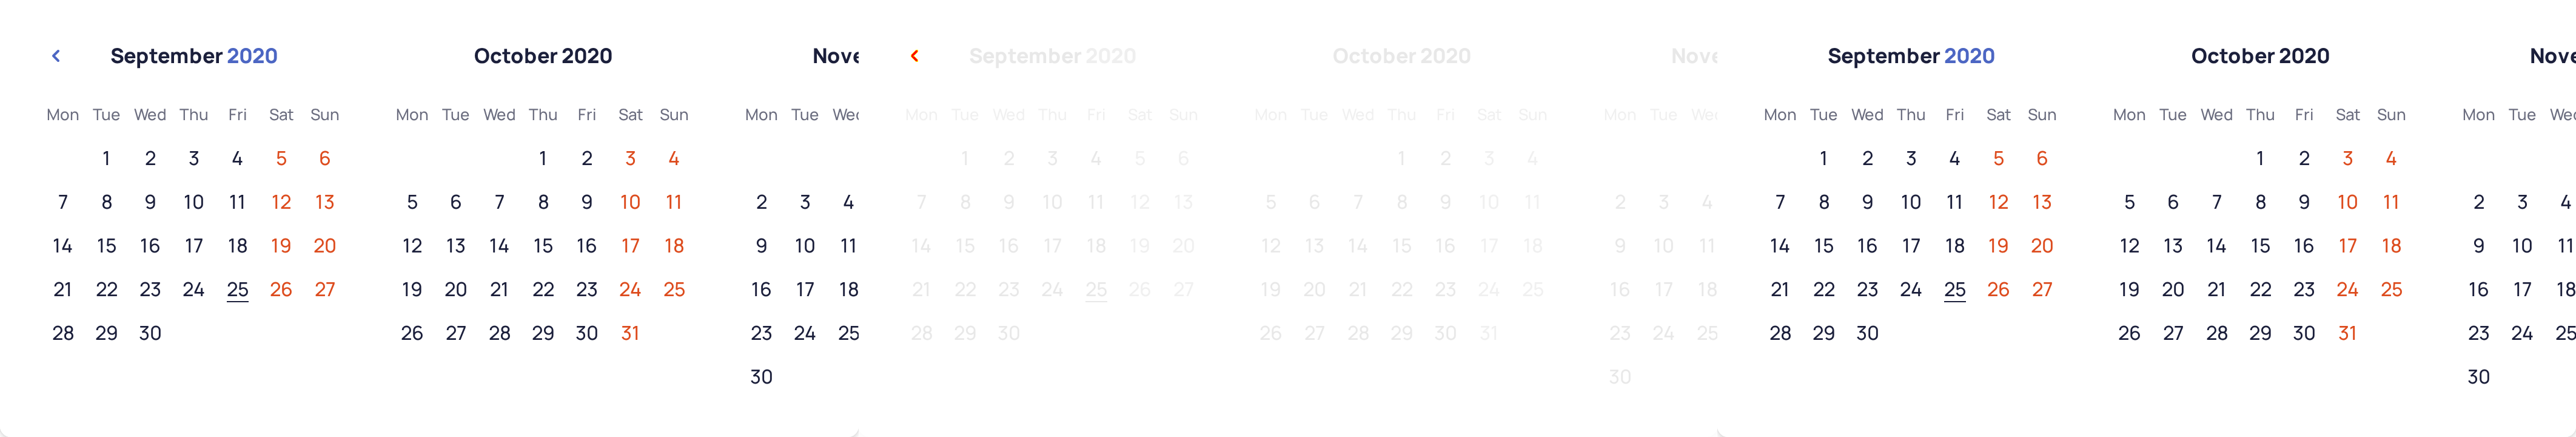 September 2020 October 2020 Nove
Mon Tue Wed Thu Fri Sat Sun Mon Tue Wed Thu Fri Sat Sun Mon Tue We
1 2 3 4 5 6 1 2 3 4
7 8 9 10 11 12 13 5 6 7 8 9 10 11 2 3 4
14 15 16 17 18 19 20 12 13 14 15 16 17 18 9 10 11
21 22 23 24 25 26 27 19 20 21 22 23 24 25 16 17 18
28 29 30 26 27 28 29 30 31 23 24 25
30
September 2020 October 2020 Nove
Mon Tue Wed Thu Fri Sat Sun Mon Tue Wed Thu Fri Sat Sun Mon Tue We
1 2 3 4 5 6 1 2 3 4
7 8 9 10 11 12 13 5 6 7 8 9 10 11 2 3 4
14 15 16 17 18 19 20 12 13 14 15 16 17 18 9 10 11
21 22 23 24 25 26 27 19 20 21 22 23 24 25 16 17 18
28 29 30 26 27 28 29 30 31 23 24 25
30
September 2020 October 2020 Nove
Mon Tue Wed Thu Fri Sat Sun Mon Tue Wed Thu Fri Sat Sun Mon Tue We
1 2 3 4 5 6 1 2 3 4
7 8 9 10 11 12 13 5 6 7 8 9 10 11 2 3 4
14 15 16 17 18 19 20 12 13 14 15 16 17 18 9 10 11
21 22 23 24 25 26 27 19 20 21 22 23 24 25 16 17 18
28 29 30 26 27 28 29 30 31 23 24 25
30